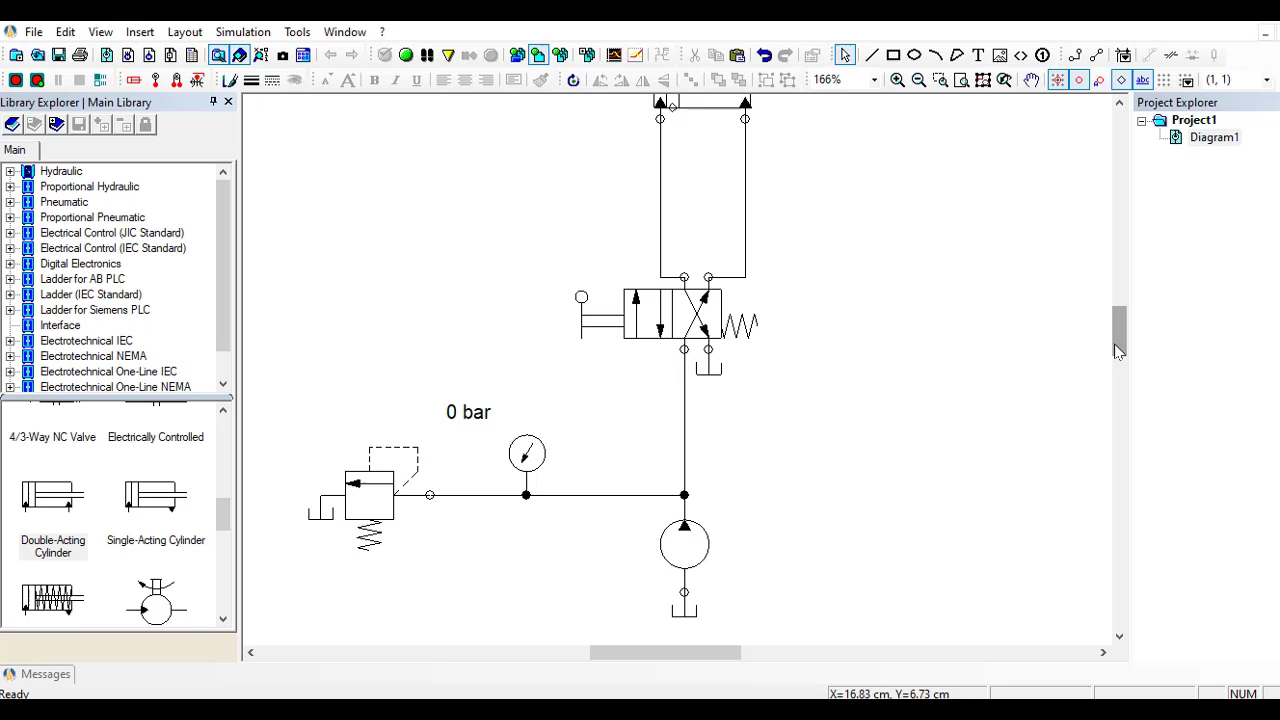 File Edit View Insert Layout Simulation Tools Window ?
166% (1, 1)
Library Explorer | Main Library
Project Explorer
Main
Project1
Diagram1
Hydraulic
Proportional Hydraulic
Pneumatic
Proportional Pneumatic
Electrical Control (JIC Standard)
Electrical Control (IEC Standard)
Digital Electronics
Ladder for AB PLC
Ladder (IEC Standard)
Ladder for Siemens PLC
Interface
Electrotechnical IEC
Electrotechnical NEMA
Electrotechnical One-Line IEC
Electrotechnical One-Line NEMA
0 bar
4/3-Way NC Valve Electrically Controlled
Double-Acting
Cylinder
Single-Acting Cylinder
Messages
Ready
X=16.83 cm, Y=6.73 cm
NUM